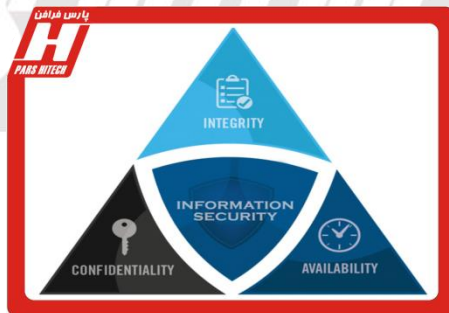 پارس فرافن
PARS HITECH
INTEGRITY
INFORMATION
SECURITY
CONFIDENTIALITY
AVAILABILITY